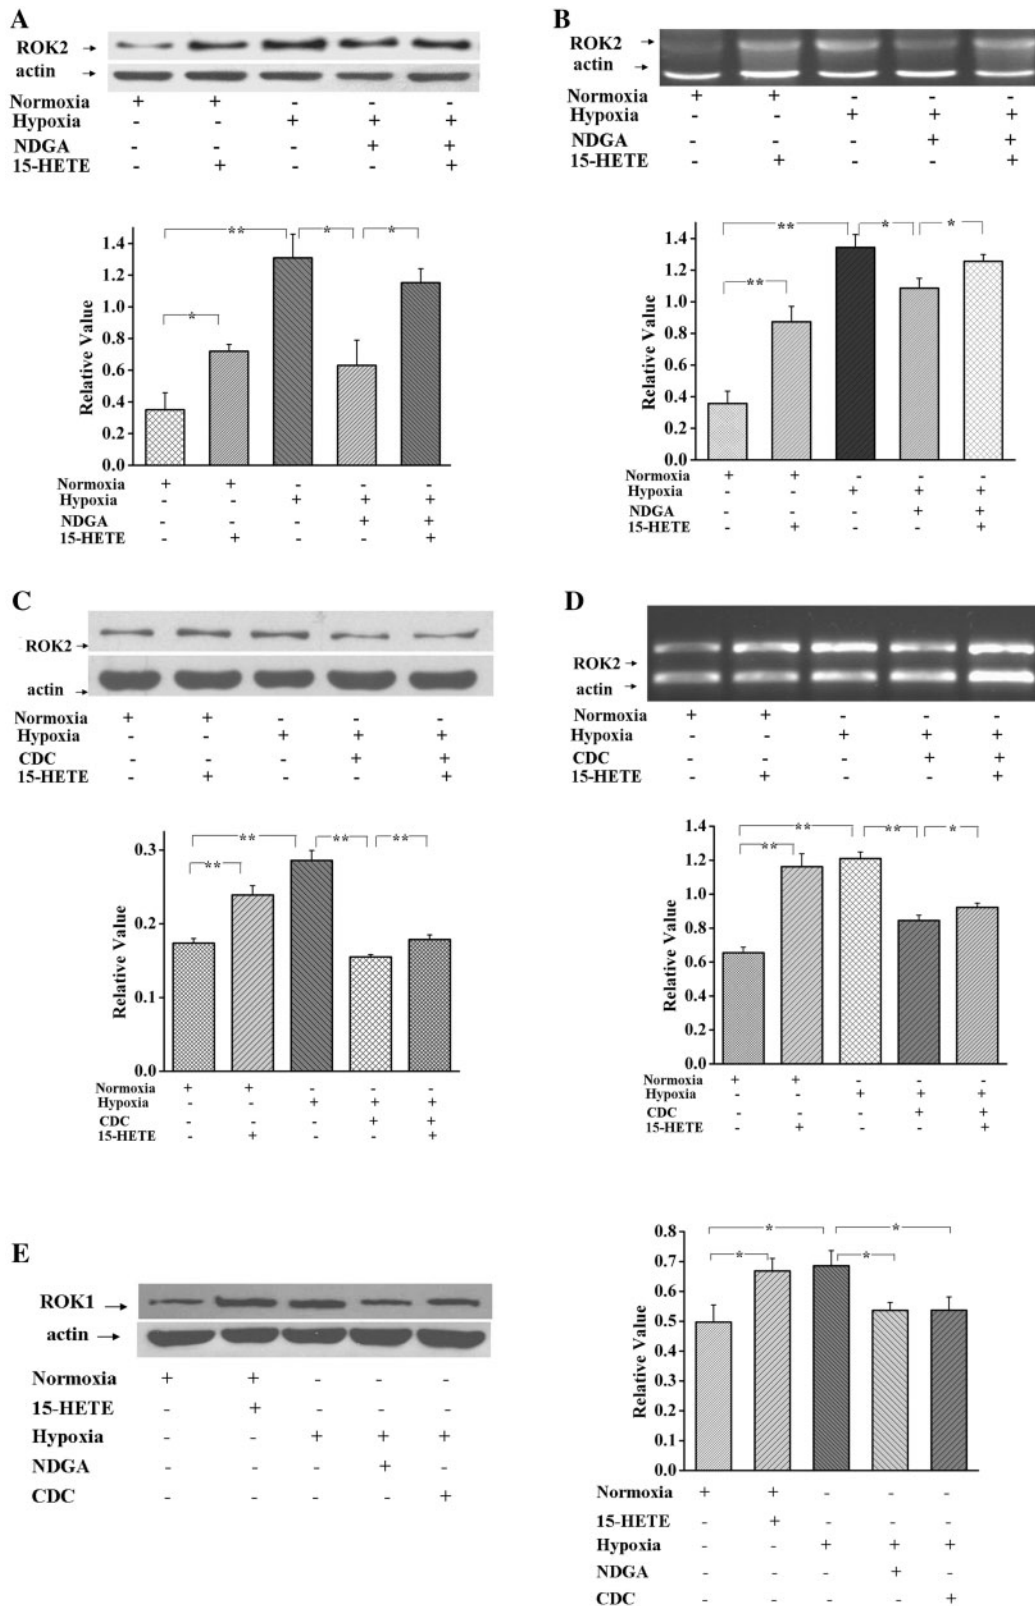 A
ROK2
actin
Normoxia + + - - -
Hypoxia - - + + +
NDGA - - - + +
15-HETE - + - - +
** * *
*
Relative Value
1.4
1.2
1.0
0.8
0.6
0.4
0.2
0.0
Normoxia + + - - -
Hypoxia - - + + +
NDGA - - - + +
15-HETE - + - - +
B
ROK2
actin
Normoxia + + - - -
Hypoxia - - + + +
NDGA - - - + +
15-HETE - + - - +
** * *
**
Relative Value
1.4
1.2
1.0
0.8
0.6
0.4
0.2
0.0
Normoxia + + - - -
Hypoxia - - + + +
NDGA - - - + +
15-HETE - + - - +
C
ROK2
actin
Normoxia + + - - -
Hypoxia - - + + +
CDC - - - + +
15-HETE - + - - +
** ** **
**
Relative Value
0.3
0.2
0.1
0.0
Normoxia + + - - -
Hypoxia - - + + +
CDC - - - + +
15-HETE - + - - +
D
ROK2
actin
Normoxia + + - - -
Hypoxia - - + + +
CDC - - - + +
15-HETE - + - - +
** ** *
**
Relative Value
1.4
1.2
1.0
0.8
0.6
0.4
0.2
0.0
Normoxia + + - - -
Hypoxia - - + + +
CDC - - - + +
15-HETE - + - - +
E
ROK1
actin
Normoxia + + - - -
15-HETE - + - - -
Hypoxia - - + + +
NDGA - - - + -
CDC - - - - +
* *
* *
Relative Value
0.8
0.7
0.6
0.5
0.4
0.3
0.2
0.1
0.0
Normoxia + + - - -
15-HETE - + - - -
Hypoxia - - + + +
NDGA - - - + -
CDC - - - - +